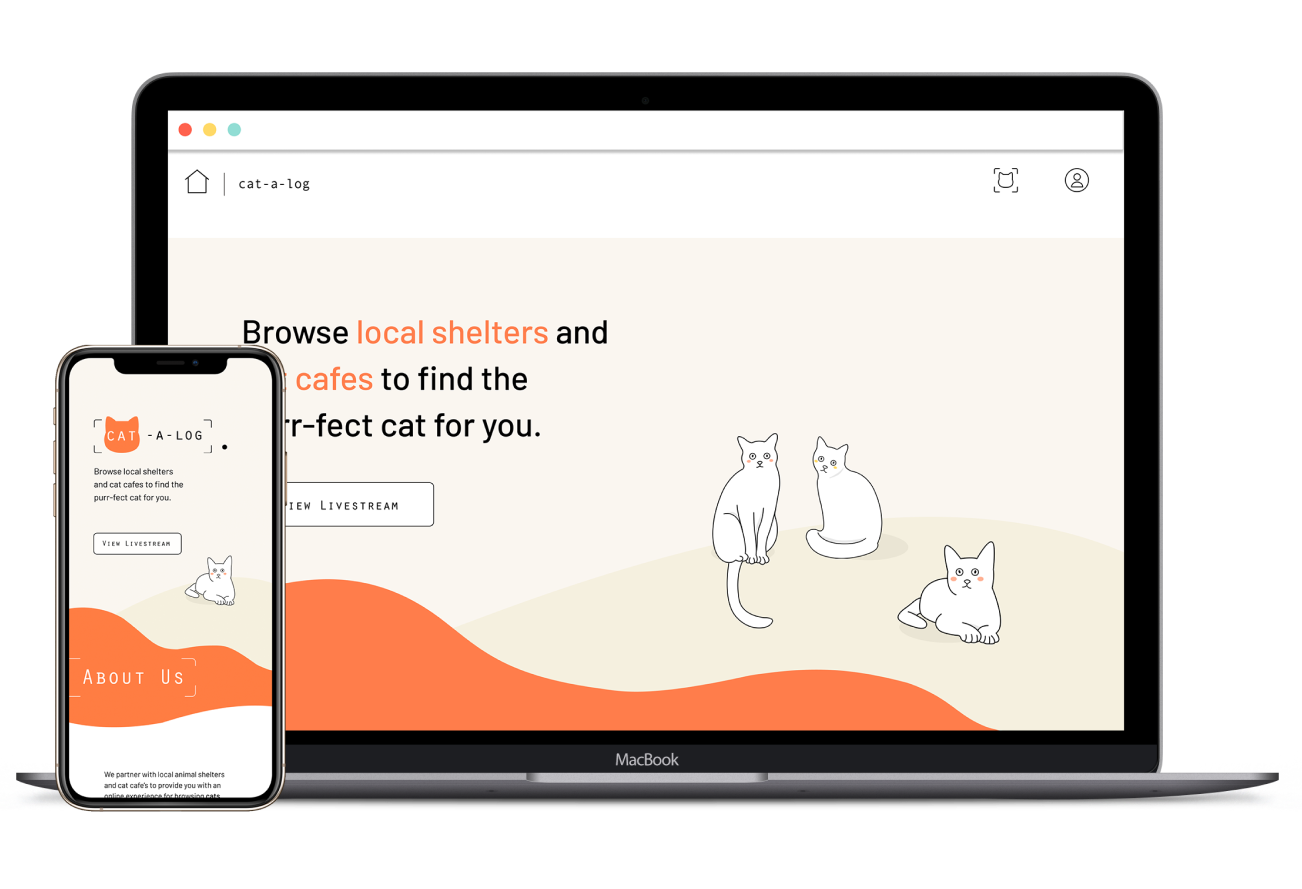 cat-a-log
Browse local shelters and
cafes to find the
rr-fect cat for you.
iew Livestream
MacBook
CAT-A-LOG
Browse local shelters
and cat cafes to find the
purr-fect cat for you.
View Livestream
About Us
We partner with local animal shelters
and cat cafe's to provide you with an
online experience for browsing cats